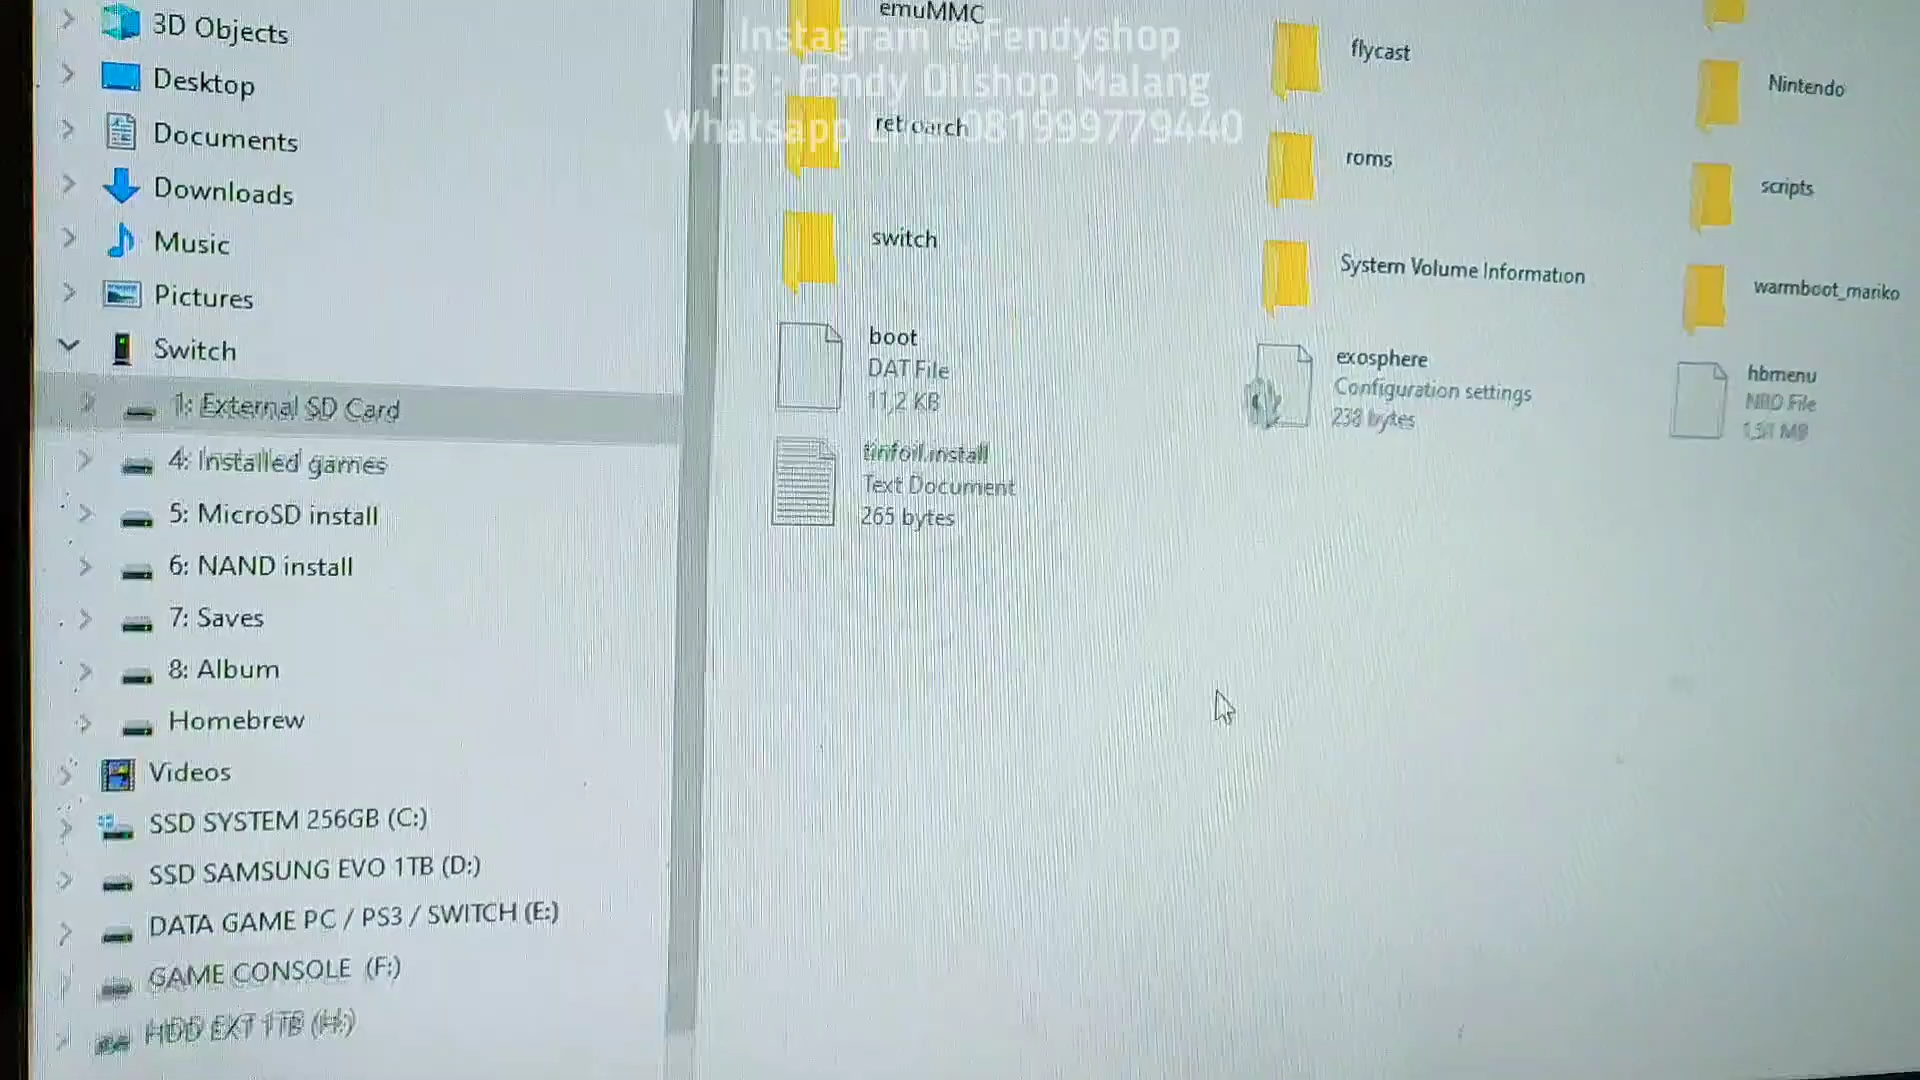 3D Objects
Desktop
Documents
Downloads
Music
Pictures
Switch
1: External SD Card
4: Installed games
5: MicroSD install
6: NAND install
7: Saves
8: Album
Homebrew
Videos
SSD SYSTEM 256GB (C:)
SSD SAMSUNG EVO 1TB (D:)
DATA GAME PC / PS3 / SWITCH (E:)
GAME CONSOLE (F:)
HDD EXT 1TB (H:)
Instagram @Fendyshop
FB : Fendy Ollshop Malang
Whatsapp 081999779440
emuMMC
flycast
Nintendo
retroarch
roms
scripts
switch
System Volume Information
warmboot_mariko
boot
DAT File
11,2 KB
exosphere
Configuration settings
238 bytes
hbmenu
NRO File
tinfoil.install
Text Document
265 bytes